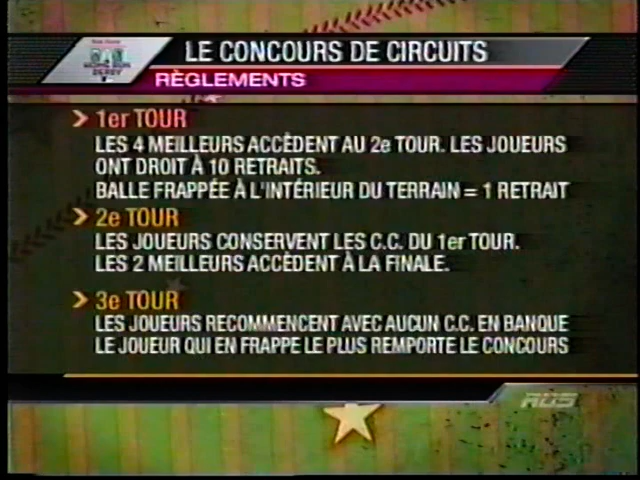 LE CONCOURS DE CIRCUITS
RÈGLEMENTS
1er TOUR
LES 4 MEILLEURS ACCÈDENT AU 2e TOUR. LES JOUEURS
ONT DROIT À 10 RETRAITS.
BALLE FRAPPÉE À L'INTÉRIEUR DU TERRAIN = 1 RETRAIT
2e TOUR
LES JOUEURS CONSERVENT LES C.C. DU 1er TOUR.
LES 2 MEILLEURS ACCÈDENT À LA FINALE.
3e TOUR
LES JOUEURS RECOMMENCENT AVEC AUCUN C.C. EN BANQUE
LE JOUEUR QUI EN FRAPPE LE PLUS REMPORTE LE CONCOURS
RDS